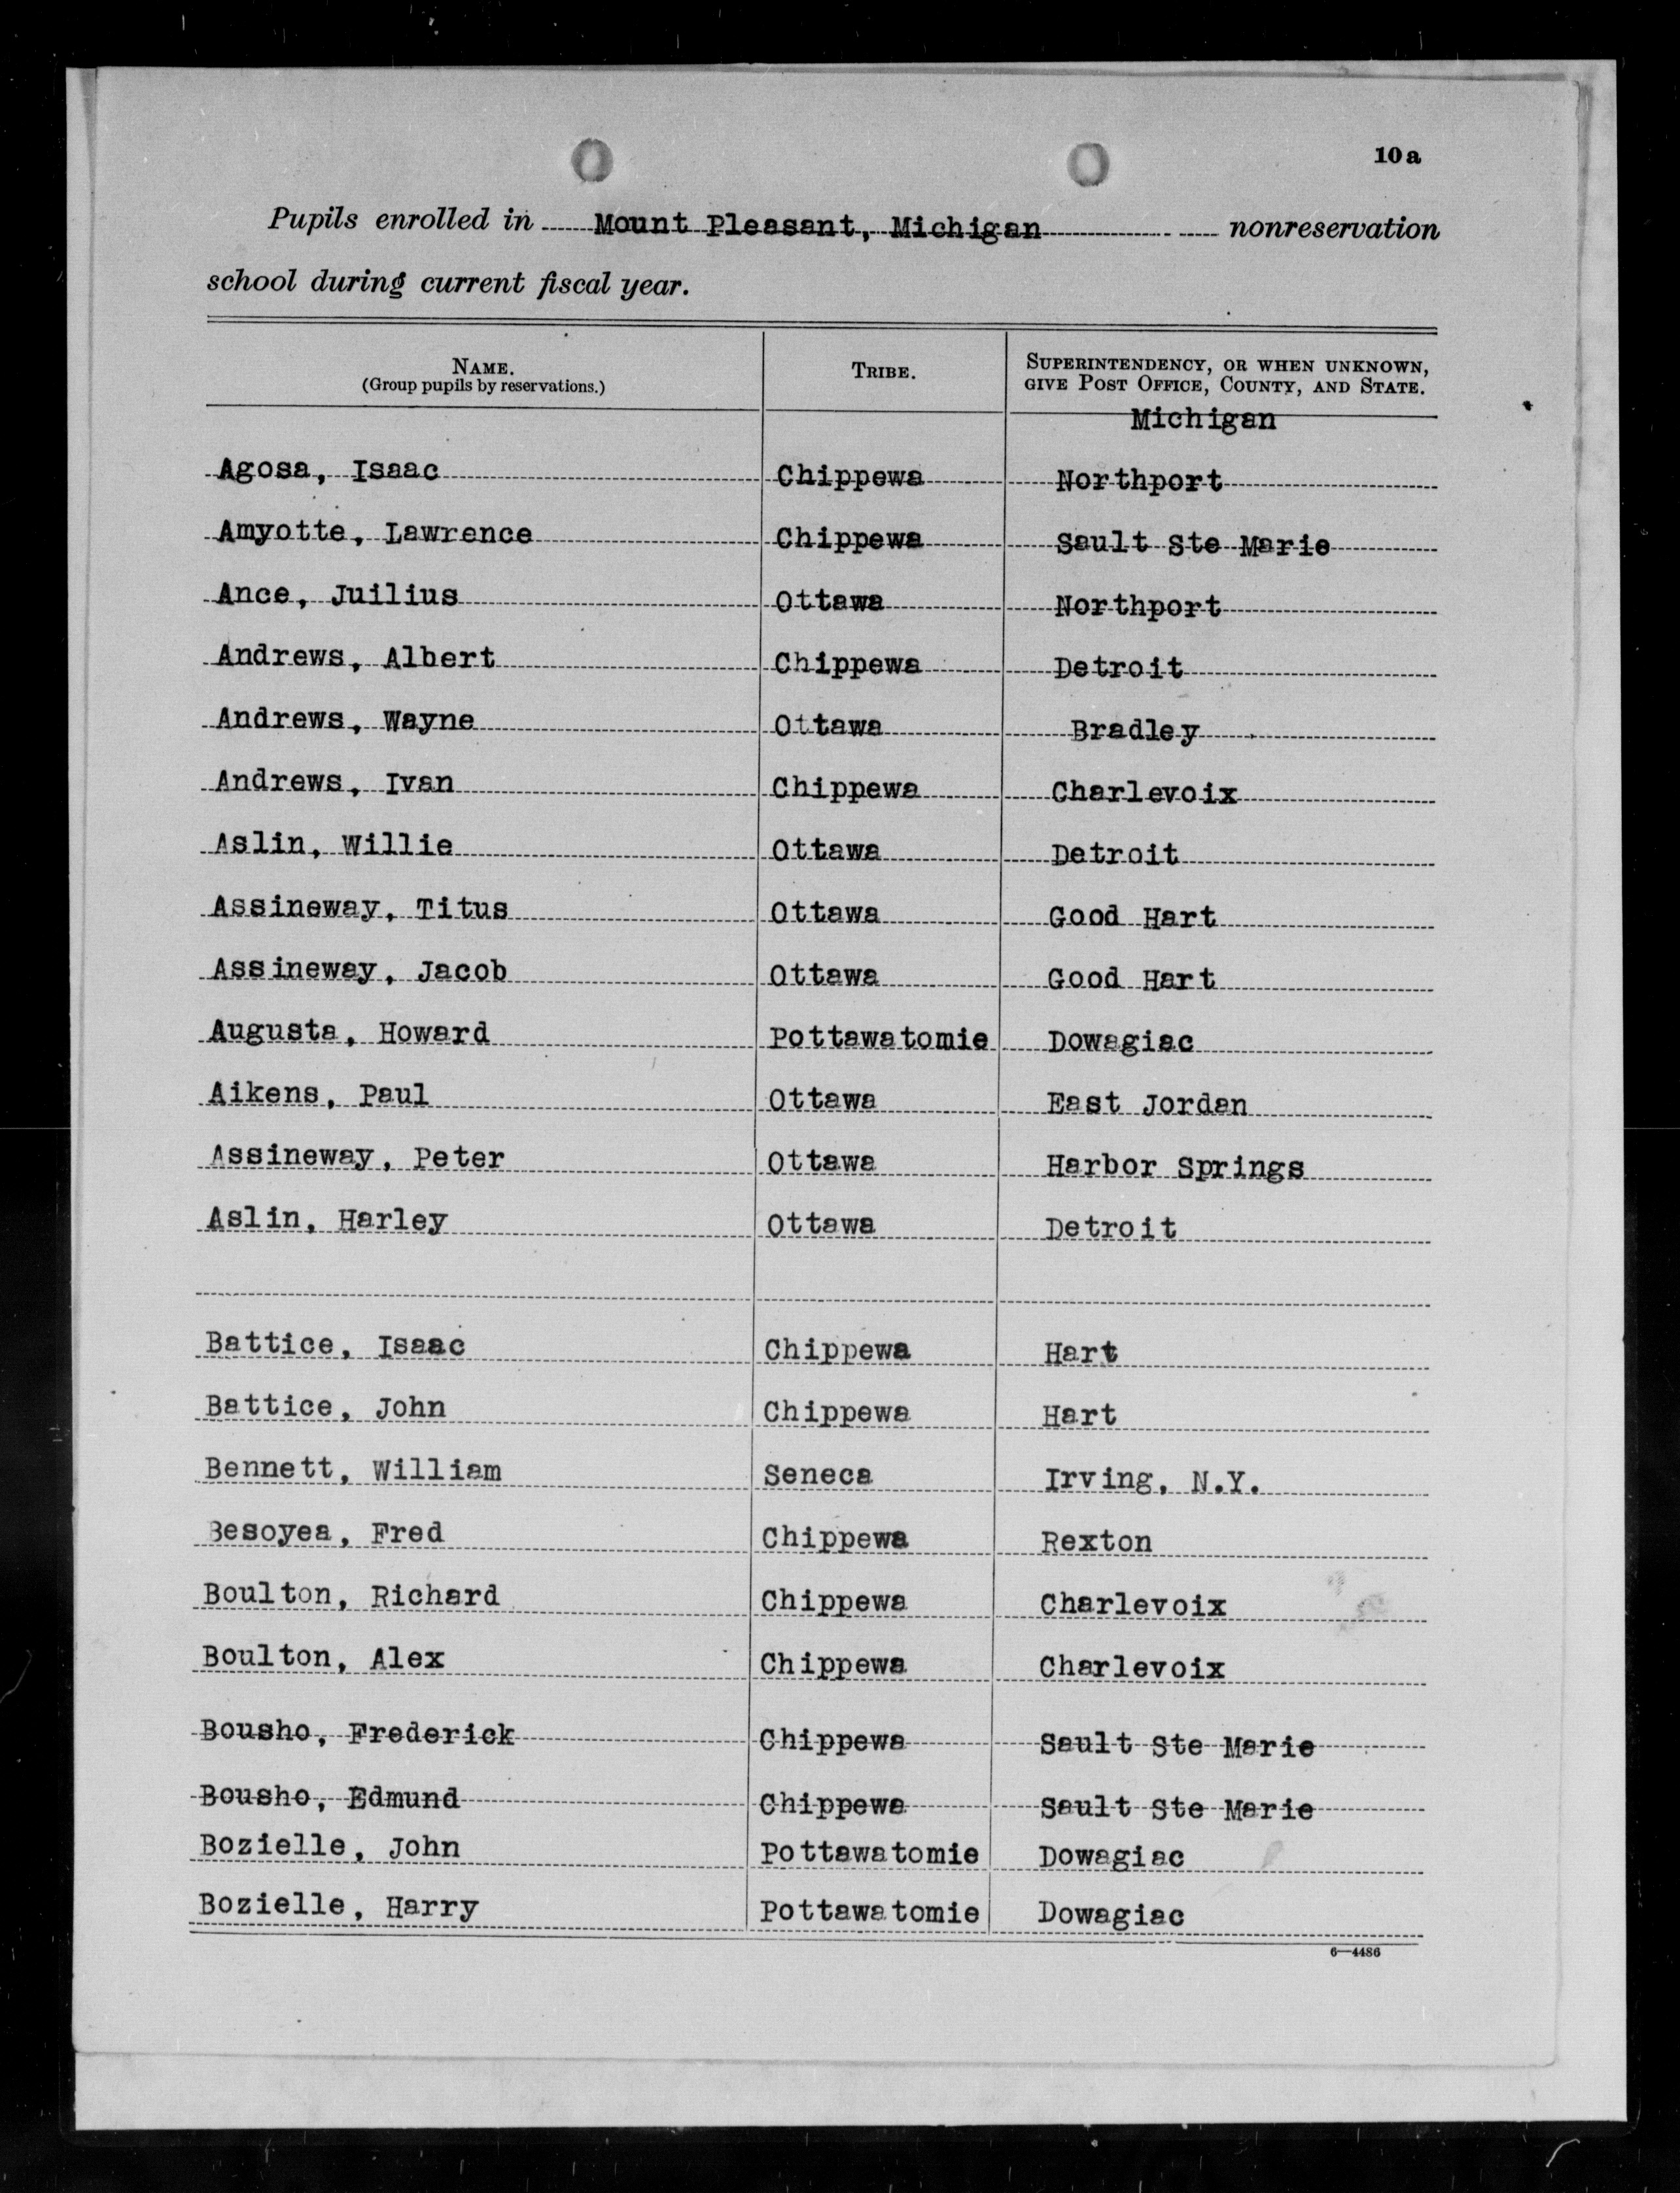 10a
Pupils enrolled in Mount Pleasant, Michigan nonreservation
school during current fiscal year.
NAME. TRIBE. SUPERINTENDENCY, OR WHEN UNKNOWN,
(Group pupils by reservations.) GIVE POST OFFICE, COUNTY, AND STATE.
Michigan
Agosa, Isaac Chippewa Northport
Amyotte, Lawrence Chippewa Sault Ste Marie
Ance, Juilius Ottawa Northport
Andrews, Albert Chippewa Detroit
Andrews, Wayne Ottawa Bradley
Andrews, Ivan Chippewa Charlevoix
Aslin, Willie Ottawa Detroit
Assineway, Titus Ottawa Good Hart
Assineway, Jacob Ottawa Good Hart
Augusta, Howard Pottawatomie Dowagiac
Aikens, Paul Ottawa East Jordan
Assineway, Peter Ottawa Harbor Springs
Aslin, Harley Ottawa Detroit
Battice, Isaac Chippewa Hart
Battice, John Chippewa Hart
Bennett, William Seneca Irving, N.Y.
Besoyea, Fred Chippewa Rexton
Boulton, Richard Chippewa Charlevoix
Boulton, Alex Chippewa Charlevoix
Bousho, Frederick Chippewa Sault Ste Marie
Bousho, Edmund Chippewa Sault Ste Marie
Bozielle, John Pottawatomie Dowagiac
Bozielle, Harry Pottawatomie Dowagiac
6—4486